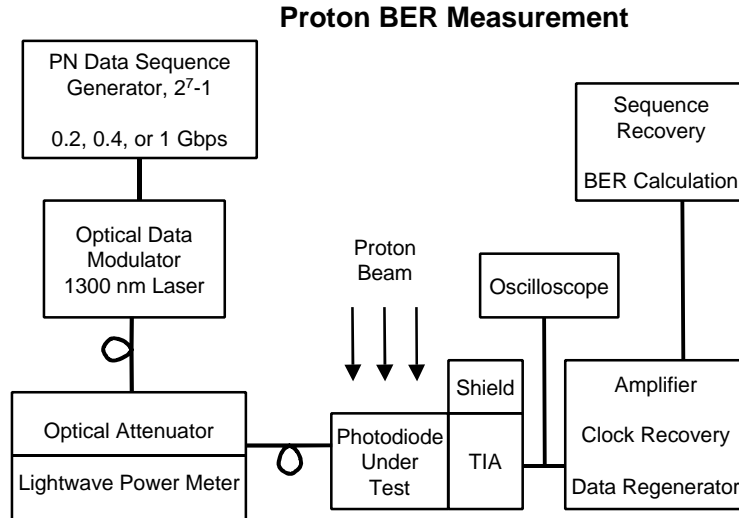 Proton BER Measurement
PN Data Sequence
Generator, 2⁷-1
0.2, 0.4, or 1 Gbps
Optical Data
Modulator
1300 nm Laser
Optical Attenuator
Lightwave Power Meter
Proton
Beam
Photodiode
Under
Test
Shield
TIA
Oscilloscope
Sequence
Recovery
BER Calculation
Amplifier
Clock Recovery
Data Regenerator